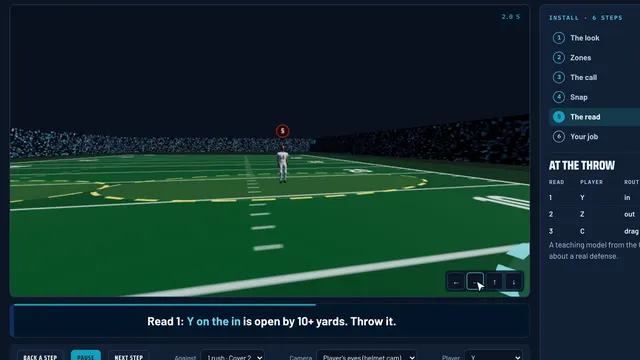 2.0 S
S
← → ↑ ↓
Read 1: Y on the in is open by 10+ yards. Throw it.
BACK A STEP
PAUSE
NEXT STEP
Against
1 rush · Cover 2
Camera
Player's eyes (helmet cam)
Player
Y
INSTALL · 6 STEPS
1 The look
2 Zones
3 The call
4 Snap
The read
6 Your job
AT THE THROW
READ PLAYER
1 Y in
2 Z out
3 C drag
A teaching model from the
about a real defense.